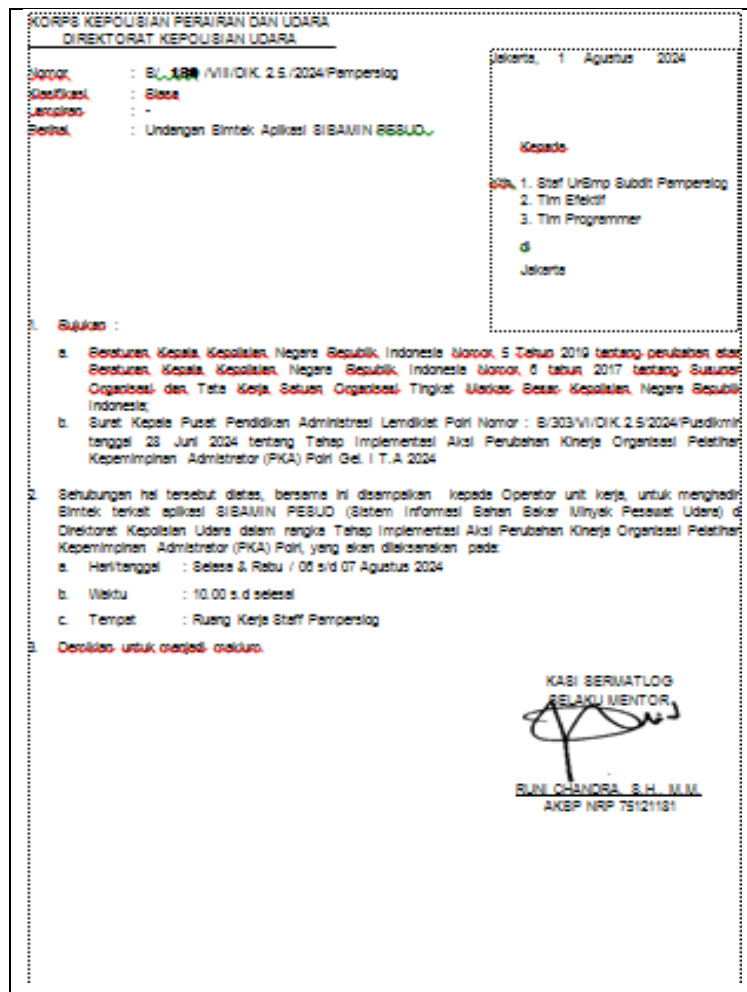 KORPS KEPOLISIAN PERAIRAN DAN UDARA
DIREKTORAT KEPOLISIAN UDARA
Jakarta, 1 Agustus 2024
Nomor : B/ /VIII/DIK. 2.5./2024/Pamperslog
Klasifikasi : Biasa
Lampiran : -
Perihal : Undangan Bimtek Aplikasi SIBAMIN PESUD
Kepada
Yth. 1. Staf UrBmp Subdit Pamperslog
2. Tim Efektif
3. Tim Programmer
di
Jakarta
1. Rujukan :
a. Peraturan Kepala Kepolisian Negara Republik Indonesia Nomor 5 Tahun 2019 tentang perubahan atas
Peraturan Kepala Kepolisian Negara Republik Indonesia Nomor 6 tahun 2017 tentang Susunan
Organisasi dan Tata Kerja Satuan Organisasi Tingkat Markas Besar Kepolisian Negara Republik
Indonesia;
b. Surat Kepala Pusat Pendidikan Administrasi Lemdiklat Polri Nomor : B/303/VI/DIK.2.5/2024/Pusdikmin
tanggal 28 Juni 2024 tentang Tahap Implementasi Aksi Perubahan Kinerja Organisasi Pelatihan
Kepemimpinan Admistrator (PKA) Polri Gel. I T.A 2024
2. Sehubungan hal tersebut diatas, bersama ini disampaikan kepada Operator unit kerja, untuk menghadiri
Bimtek terkait aplikasi SIBAMIN PESUD (Sistem Informasi Bahan Bakar Minyak Pesawat Udara) di
Direktorat Kepolisian Udara dalam rangka Tahap Implementasi Aksi Perubahan Kinerja Organisasi Pelatihan
Kepemimpinan Admistrator (PKA) Polri, yang akan dilaksanakan pada:
a. Hari/tanggal : Selasa & Rabu / 06 s/d 07 Agustus 2024
b. Waktu : 10.00 s.d selesai
c. Tempat : Ruang Kerja Staff Pamperslog
3. Demikian untuk menjadi maklum.
KASI SERMATLOG
SELAKU MENTOR
RUNI CHANDRA, S.H., M.M.
AKBP NRP 75121181